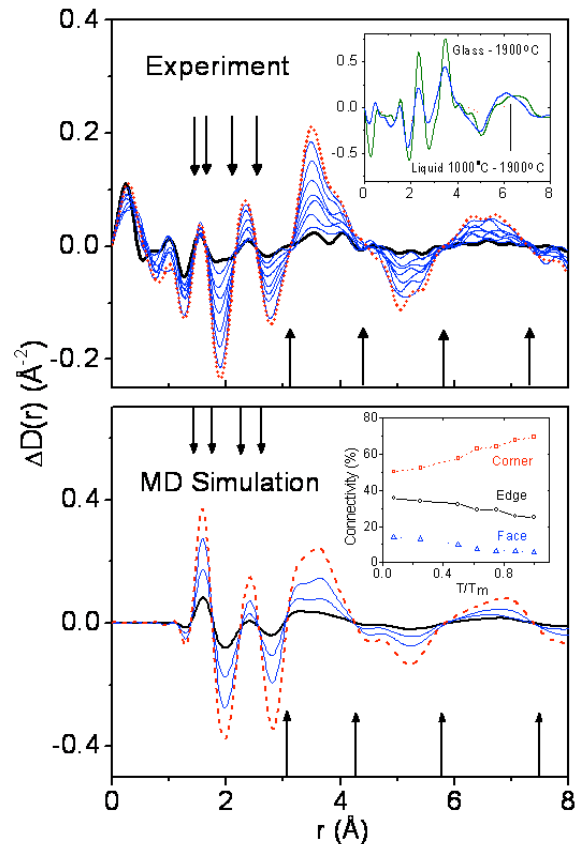 0.4
0.2
0.0
-0.2
Experiment
0.5
0.0
-0.5
Glass - 1900°C
Liquid 1000°C - 1900°C
0 2 4 6 8
ΔD(r) (Å⁻²)
0.4
0.0
-0.4
MD Simulation
80
60
40
20
0
Connectivity (%)
Corner
Edge
Face
0.0 0.4 0.8
T/Tm
0 2 4 6 8
r (Å)